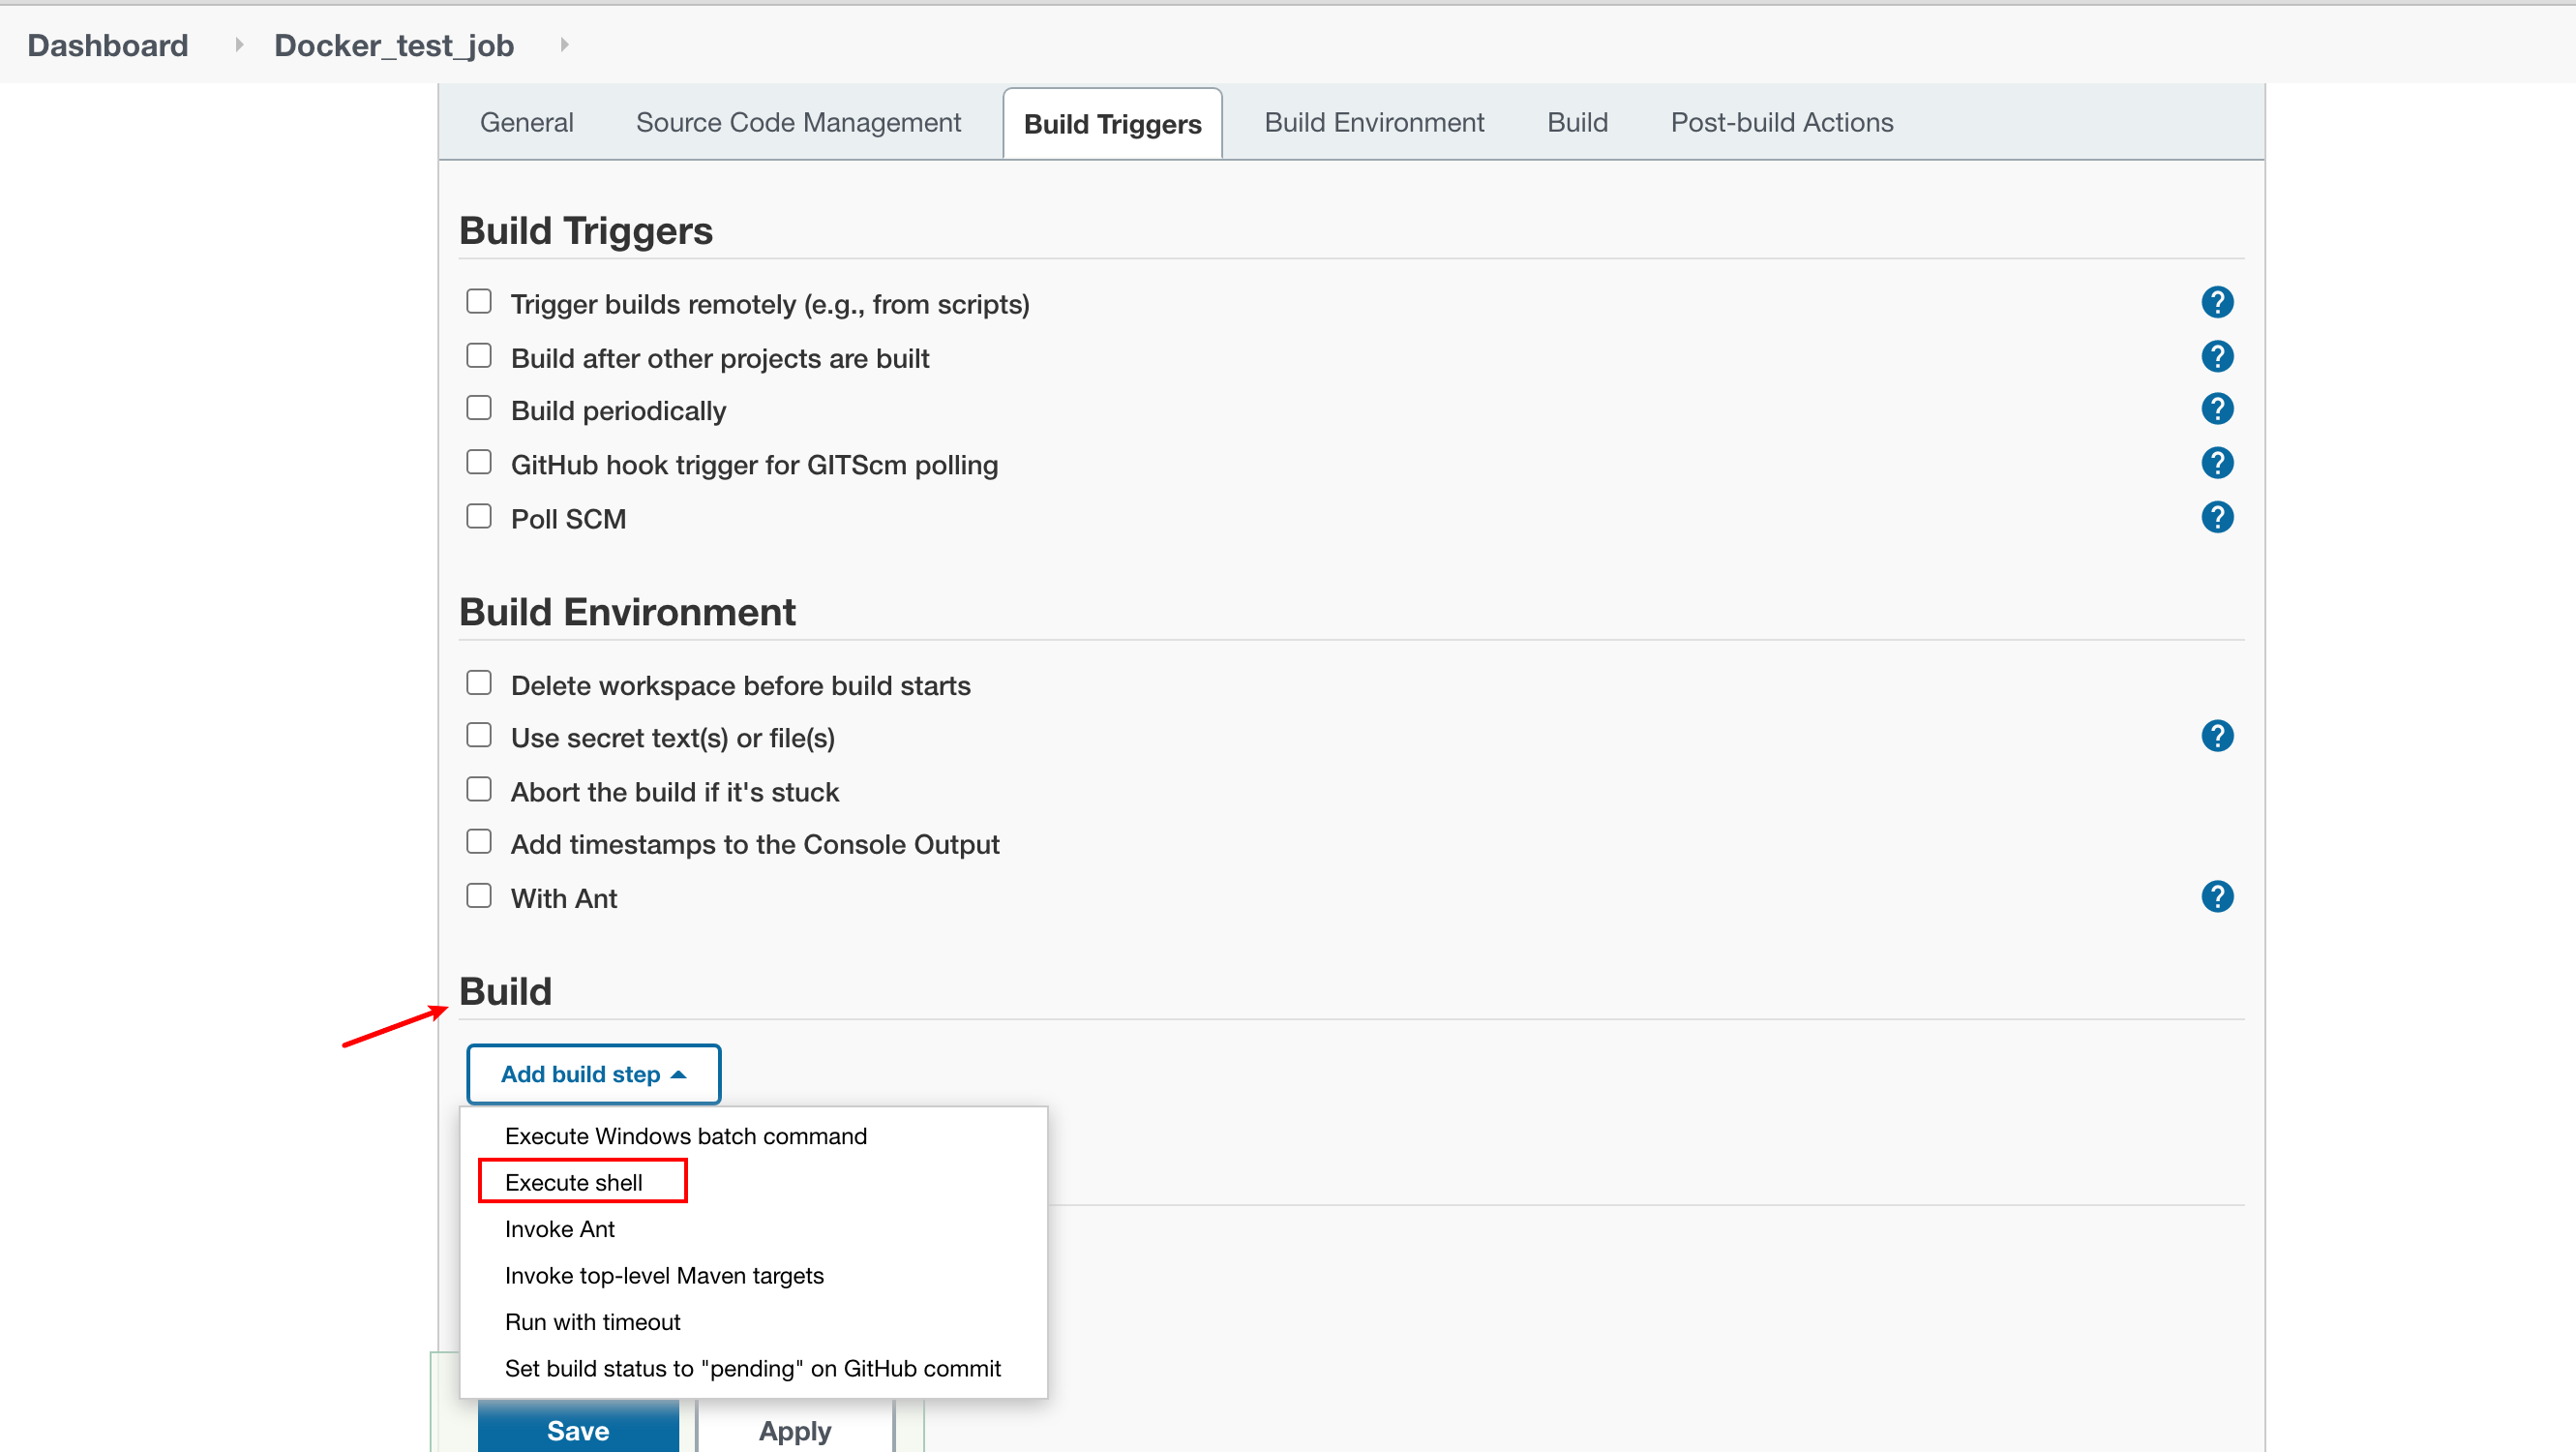 Dashboard Docker_test_job
General Source Code Management Build Triggers Build Environment Build Post-build Actions
Build Triggers
Trigger builds remotely (e.g., from scripts) ?
Build after other projects are built ?
Build periodically ?
GitHub hook trigger for GITScm polling ?
Poll SCM ?
Build Environment
Delete workspace before build starts
Use secret text(s) or file(s) ?
Abort the build if it's stuck
Add timestamps to the Console Output
With Ant ?
Build
Add build step
Execute Windows batch command
Execute shell
Invoke Ant
Invoke top-level Maven targets
Run with timeout
Set build status to "pending" on GitHub commit
Save Apply